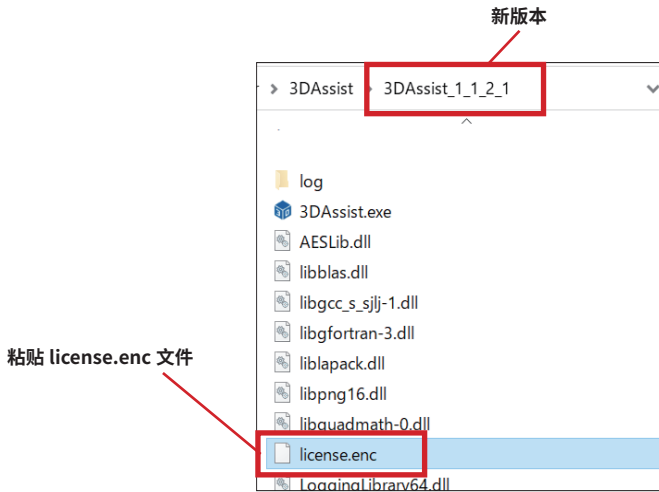 新版本
3DAssist
3DAssist_1_1_2_1
log
3DAssist.exe
AESLib.dll
libblas.dll
libgcc_s_sjlj-1.dll
libgfortran-3.dll
粘贴 license.enc 文件
liblapack.dll
libpng16.dll
libquadmath-0.dll
license.enc
LoggingLibrary64.dll